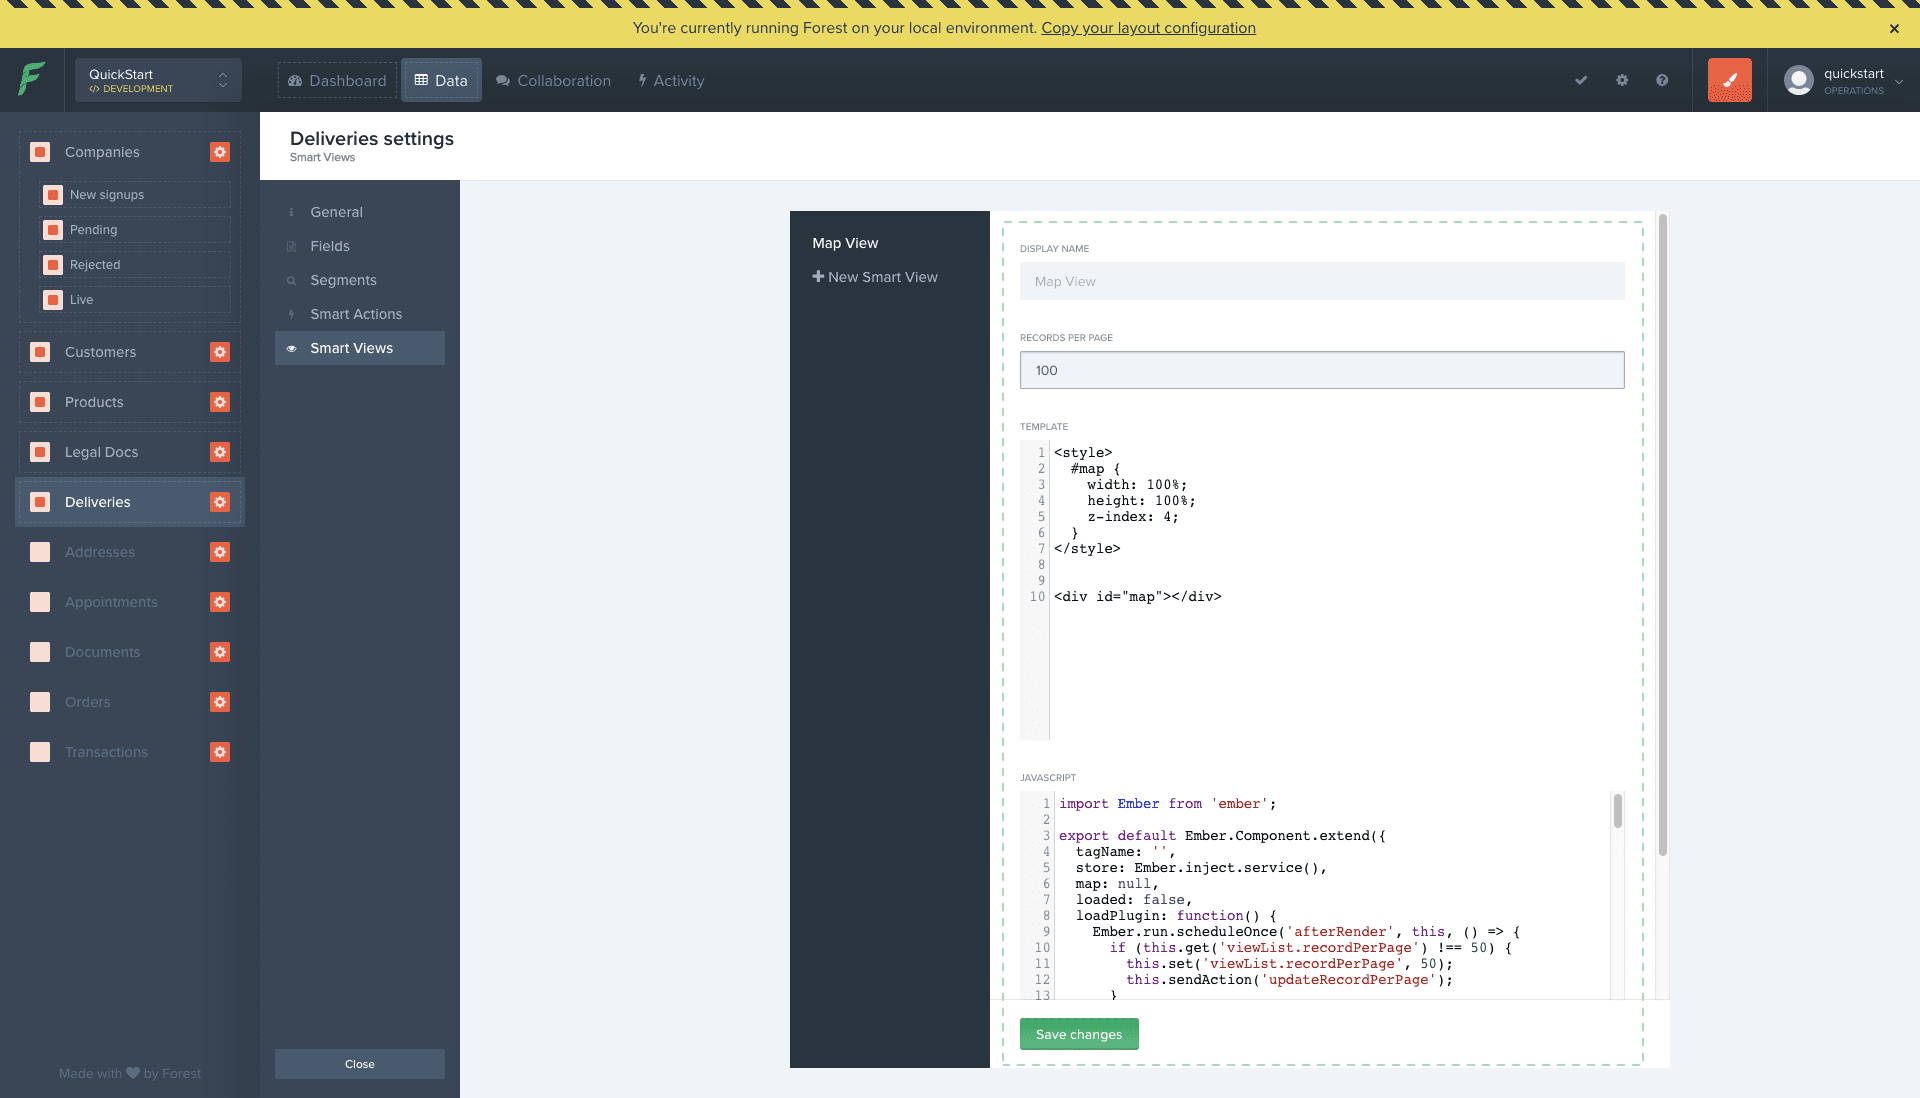 You're currently running Forest on your local environment. Copy your layout configuration
×
QuickStart
</> DEVELOPMENT
Dashboard
Data
Collaboration
Activity
quickstart
OPERATIONS
Companies
New signups
Pending
Rejected
Live
Customers
Products
Legal Docs
Deliveries
Addresses
Appointments
Documents
Orders
Transactions
Made with ♥ by Forest
Deliveries settings
Smart Views
General
Fields
Segments
Smart Actions
Smart Views
Close
Map View
+ New Smart View
DISPLAY NAME
Map View
RECORDS PER PAGE
100
TEMPLATE
1 <style>
2   #map {
3     width: 100%;
4     height: 100%;
5     z-index: 4;
6   }
7 </style>
8
9
10 <div id="map"></div>
JAVASCRIPT
1 import Ember from 'ember';
2
3 export default Ember.Component.extend({
4   tagName: '',
5   store: Ember.inject.service(),
6   map: null,
7   loaded: false,
8   loadPlugin: function() {
9     Ember.run.scheduleOnce('afterRender', this, () => {
10       if (this.get('viewList.recordPerPage') !== 50) {
11         this.set('viewList.recordPerPage', 50);
12         this.sendAction('updateRecordPerPage');
13       }
Save changes